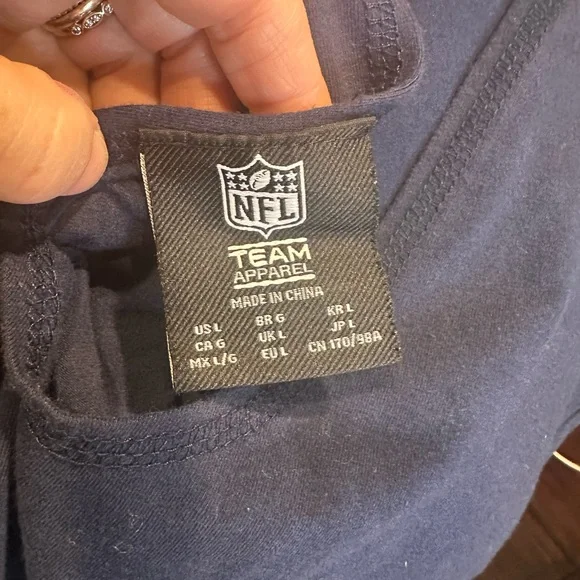 NFL
TEAM
APPAREL
MADE IN CHINA
US L BR G KR L
CA G UK L JP L
MX L/G EU L CN 170/98A